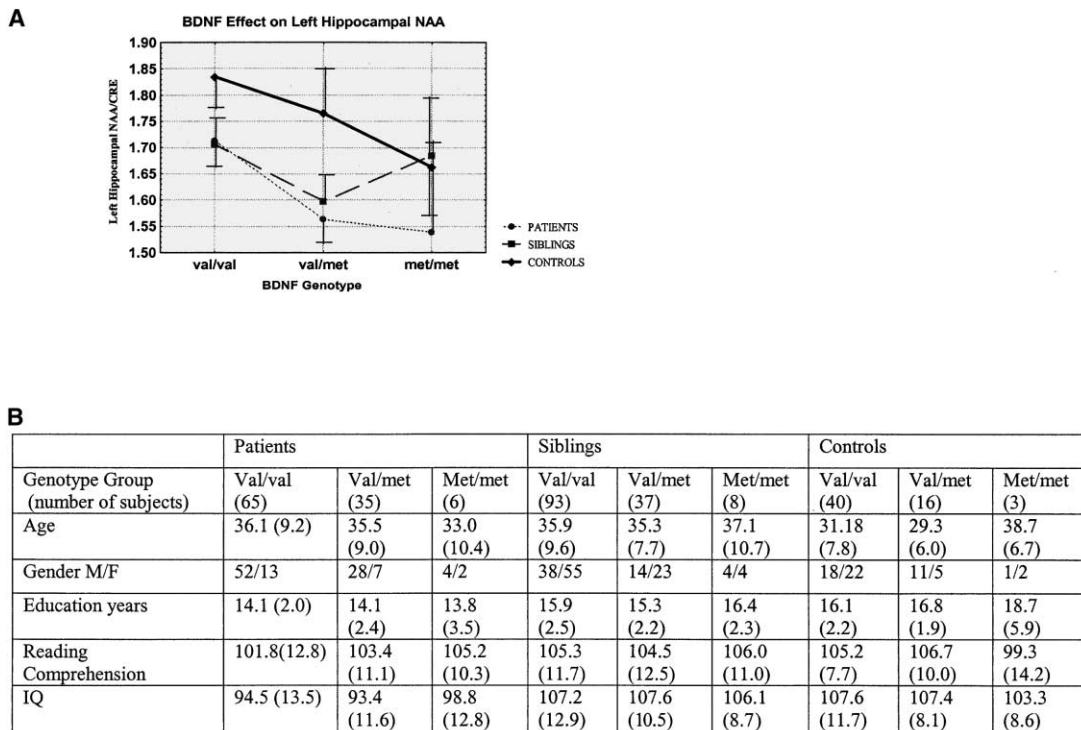 A
BDNF Effect on Left Hippocampal NAA
Left Hippocampal NAA/CRE
1.90
1.85
1.80
1.75
1.70
1.65
1.60
1.55
1.50
val/val val/met met/met
BDNF Genotype
PATIENTS
SIBLINGS
CONTROLS
B
Patients Siblings Controls
Genotype Group Val/val Val/met Met/met Val/val Val/met Met/met Val/val Val/met Met/met
(number of subjects) (65) (35) (6) (93) (37) (8) (40) (16) (3)
Age 36.1 (9.2) 35.5 33.0 35.9 35.3 37.1 31.18 29.3 38.7
(9.0) (10.4) (9.6) (7.7) (10.7) (7.8) (6.0) (6.7)
Gender M/F 52/13 28/7 4/2 38/55 14/23 4/4 18/22 11/5 1/2
Education years 14.1 (2.0) 14.1 13.8 15.9 15.3 16.4 16.1 16.8 18.7
(2.4) (3.5) (2.5) (2.2) (2.3) (2.2) (1.9) (5.9)
Reading 101.8(12.8) 103.4 105.2 105.3 104.5 106.0 105.2 106.7 99.3
Comprehension (11.1) (10.3) (11.7) (12.5) (11.0) (7.7) (10.0) (14.2)
IQ 94.5 (13.5) 93.4 98.8 107.2 107.6 106.1 107.6 107.4 103.3
(11.6) (12.8) (12.9) (10.5) (8.7) (11.7) (8.1) (8.6)